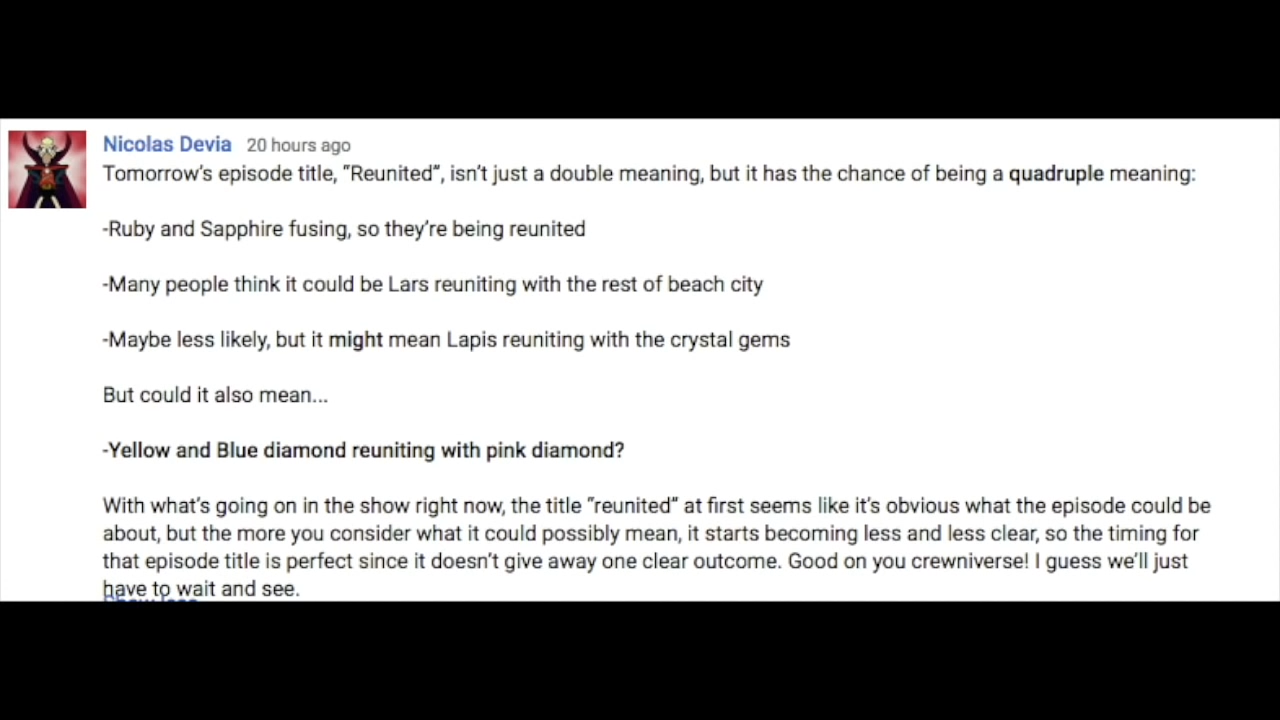 Nicolas Devia 20 hours ago
Tomorrow's episode title, "Reunited", isn't just a double meaning, but it has the chance of being a quadruple meaning:
-Ruby and Sapphire fusing, so they're being reunited
-Many people think it could be Lars reuniting with the rest of beach city
-Maybe less likely, but it might mean Lapis reuniting with the crystal gems
But could it also mean...
-Yellow and Blue diamond reuniting with pink diamond?
With what's going on in the show right now, the title "reunited" at first seems like it's obvious what the episode could be
about, but the more you consider what it could possibly mean, it starts becoming less and less clear, so the timing for
that episode title is perfect since it doesn't give away one clear outcome. Good on you crewniverse! I guess we'll just
have to wait and see.